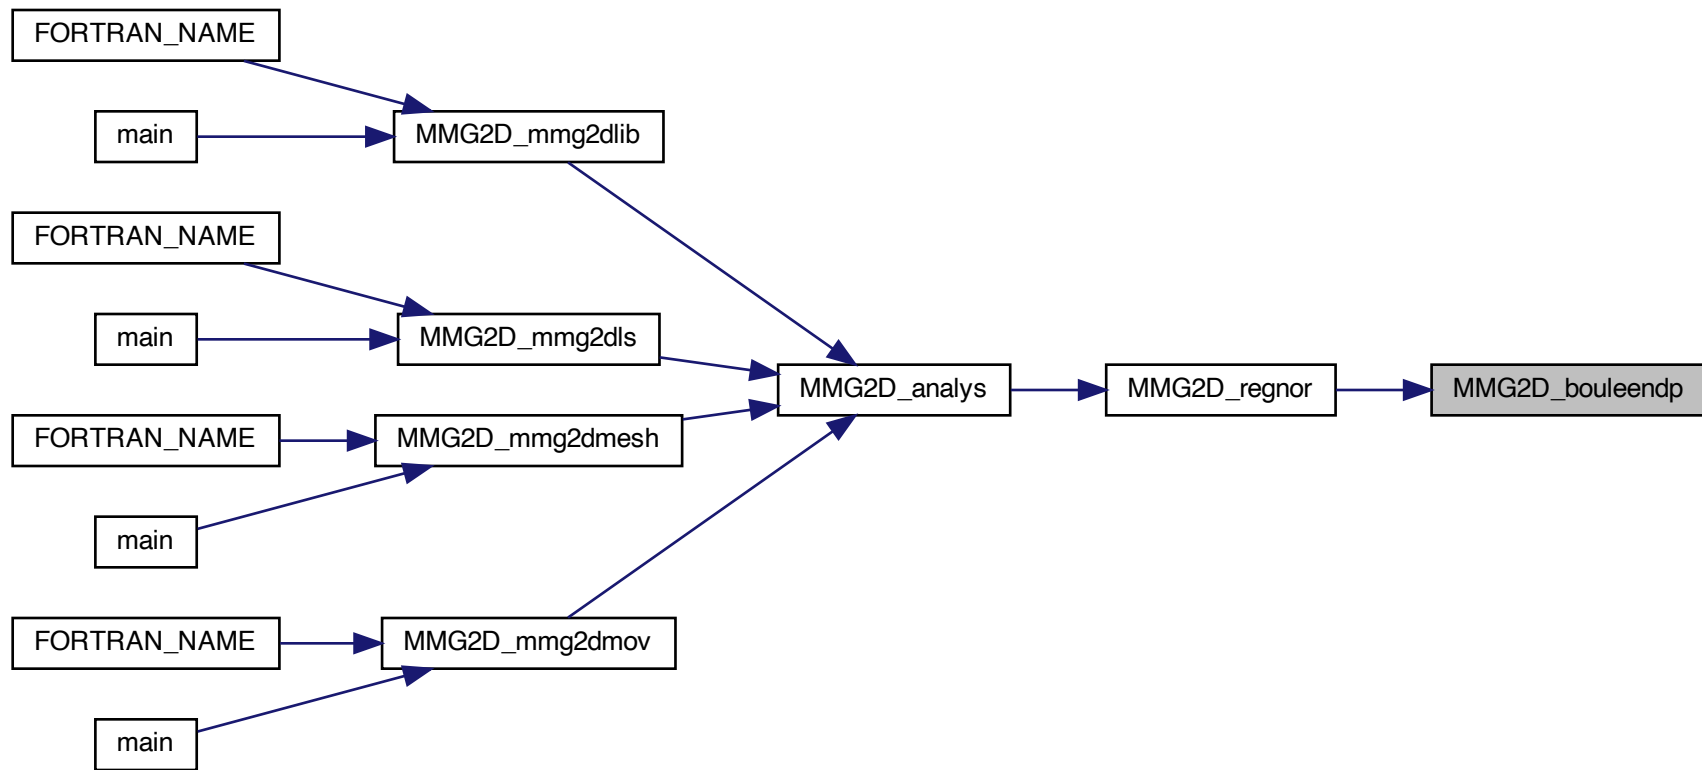 FORTRAN_NAME
main
MMG2D_mmg2dlib
FORTRAN_NAME
main
MMG2D_mmg2dls
MMG2D_analys
MMG2D_regnor
MMG2D_bouleendp
FORTRAN_NAME
MMG2D_mmg2dmesh
main
FORTRAN_NAME
MMG2D_mmg2dmov
main